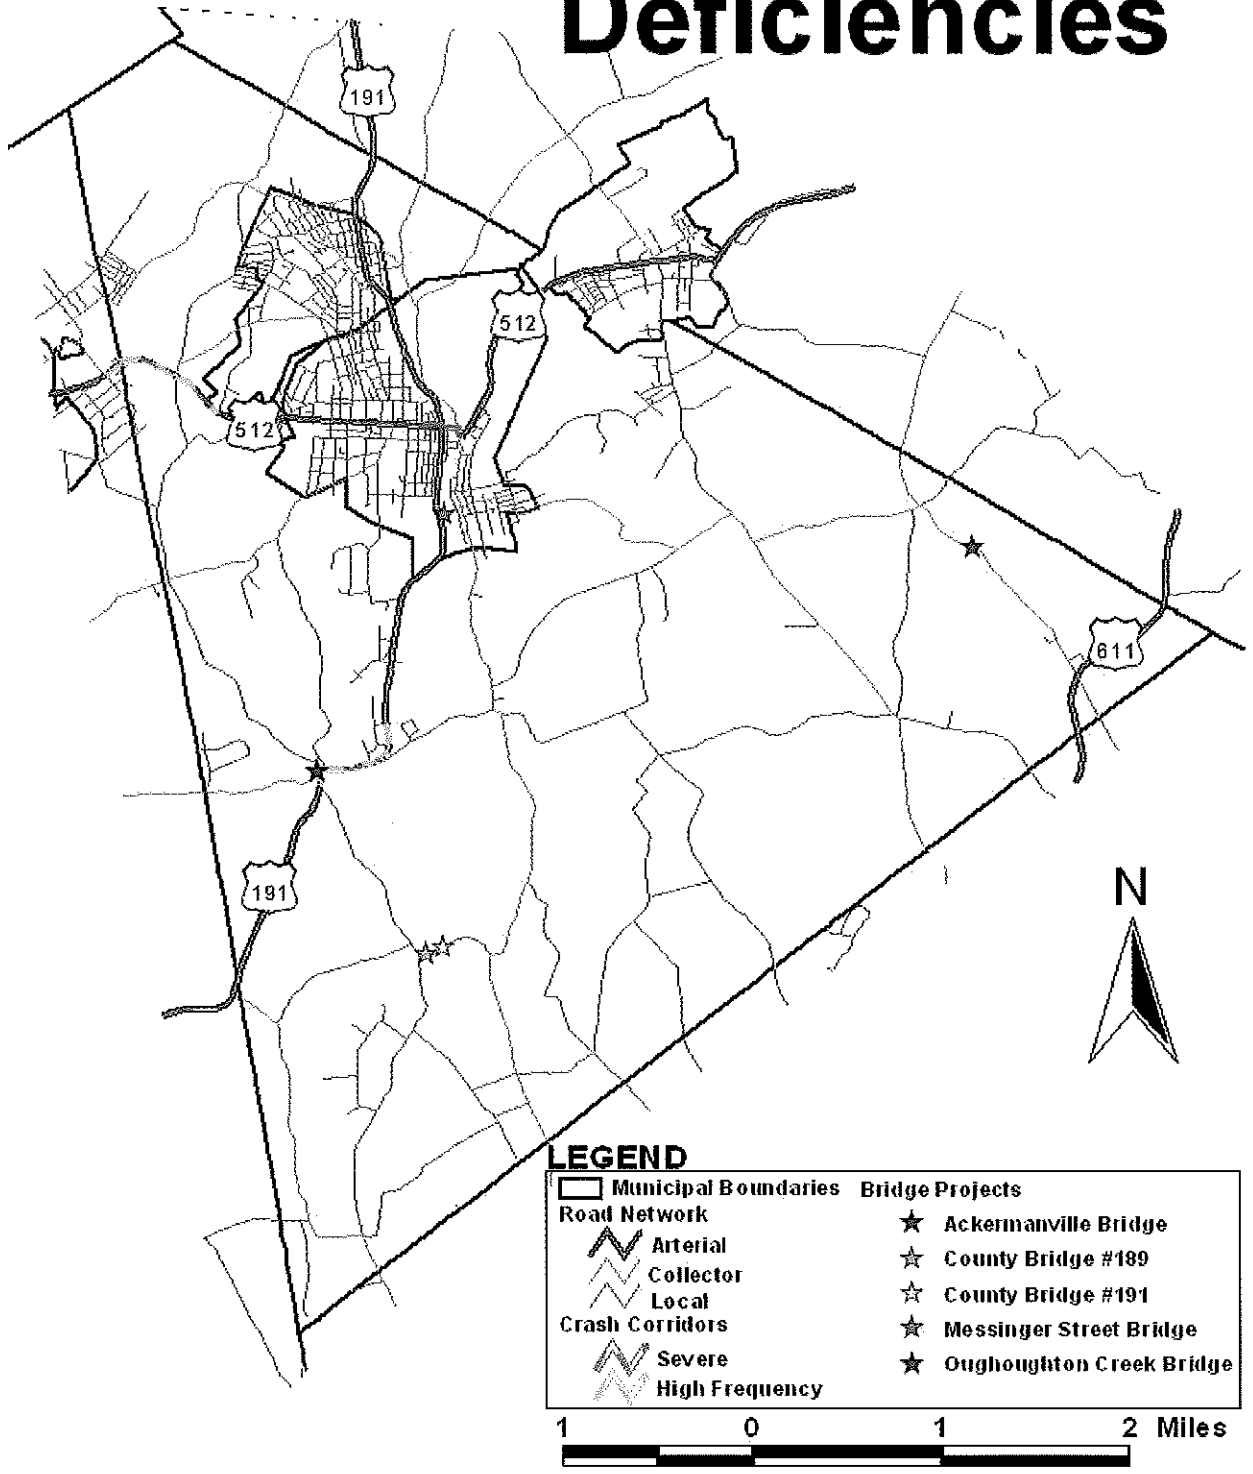 Deficiencies
191
512
512
611
191
N
LEGEND
Municipal Boundaries
Road Network
Arterial
Collector
Local
Crash Corridors
Severe
High Frequency
Bridge Projects
Ackermanville Bridge
County Bridge #189
County Bridge #191
Messinger Street Bridge
Oughoughton Creek Bridge
1 0 1 2 Miles